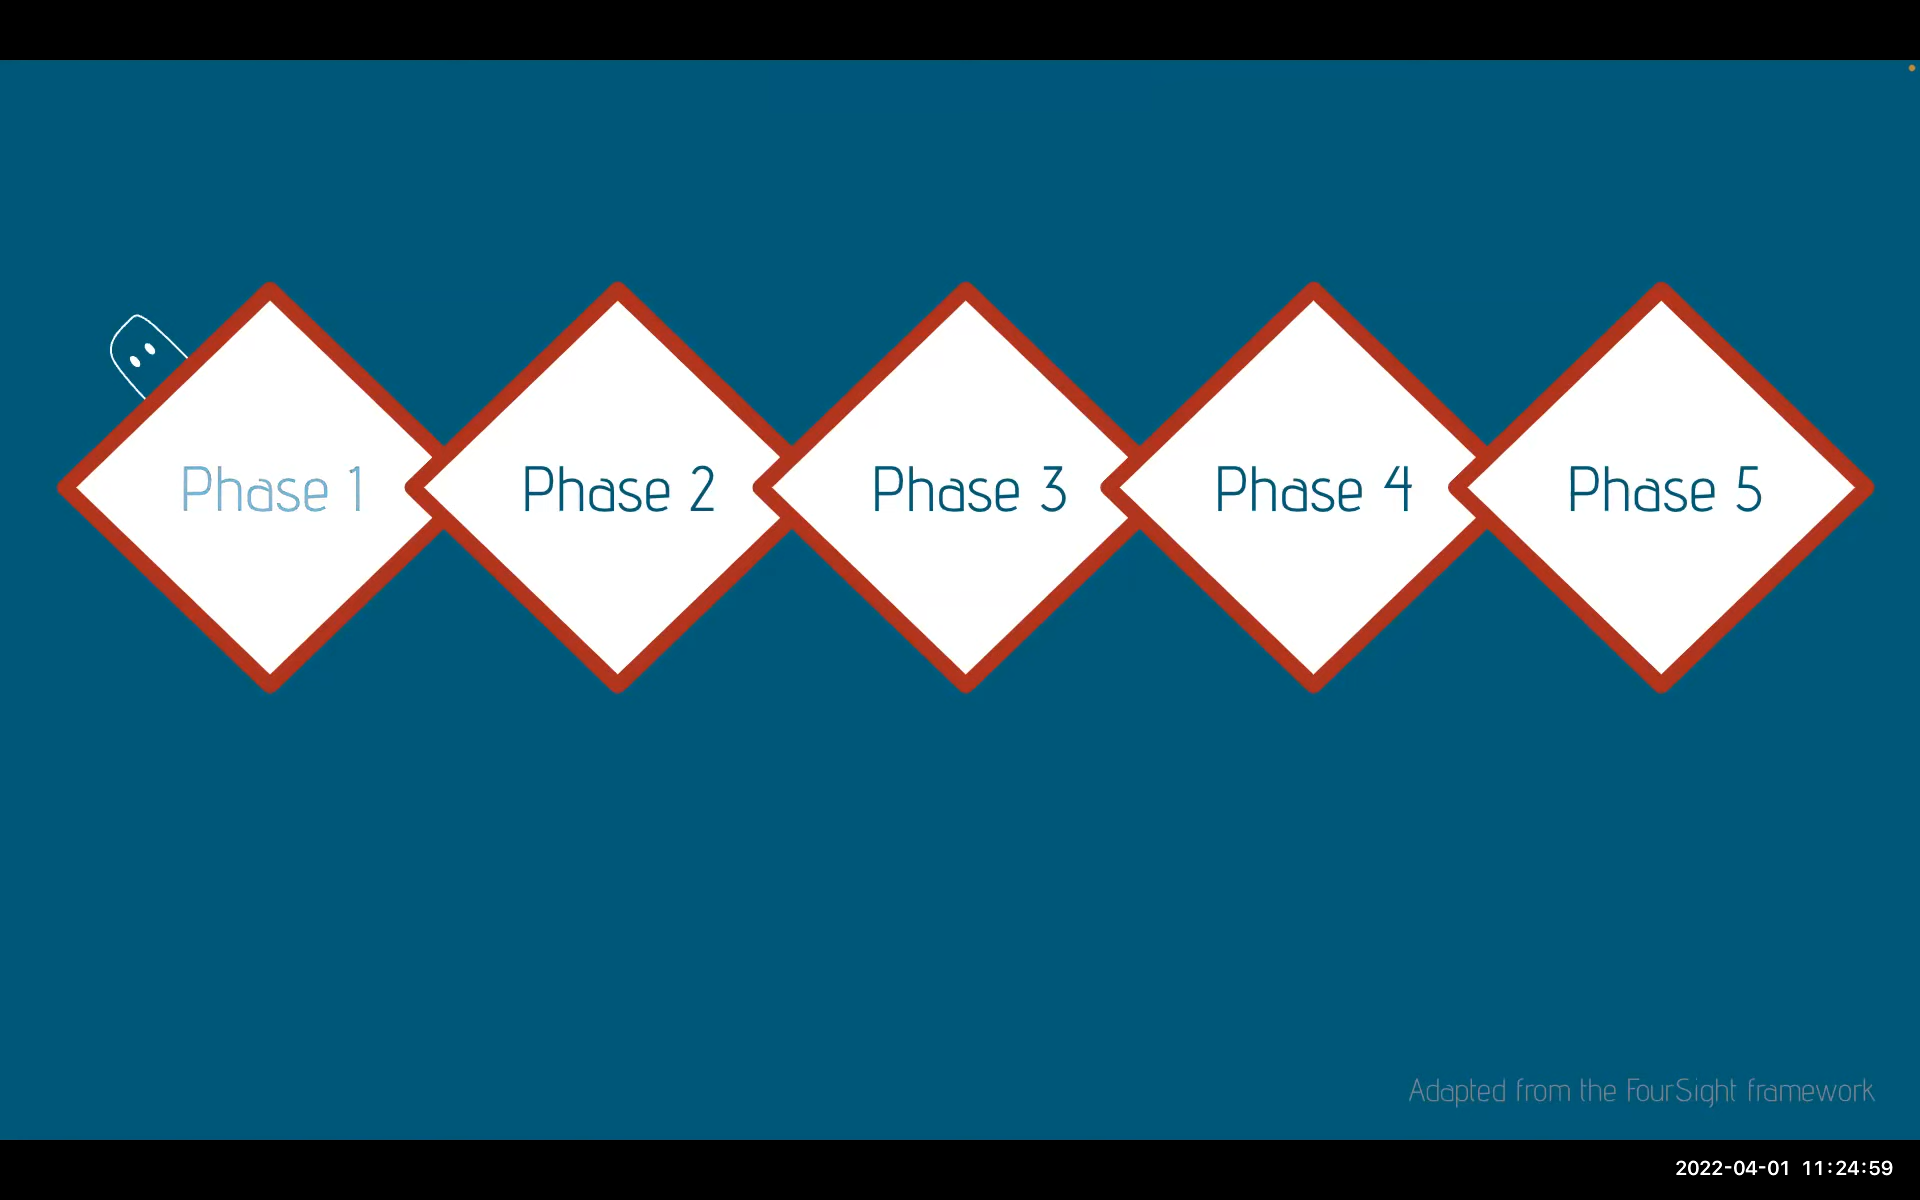 Phase 1
Phase 2
Phase 3
Phase 4
Phase 5
Adapted from the FourSight framework
2022-04-01 11:24:59